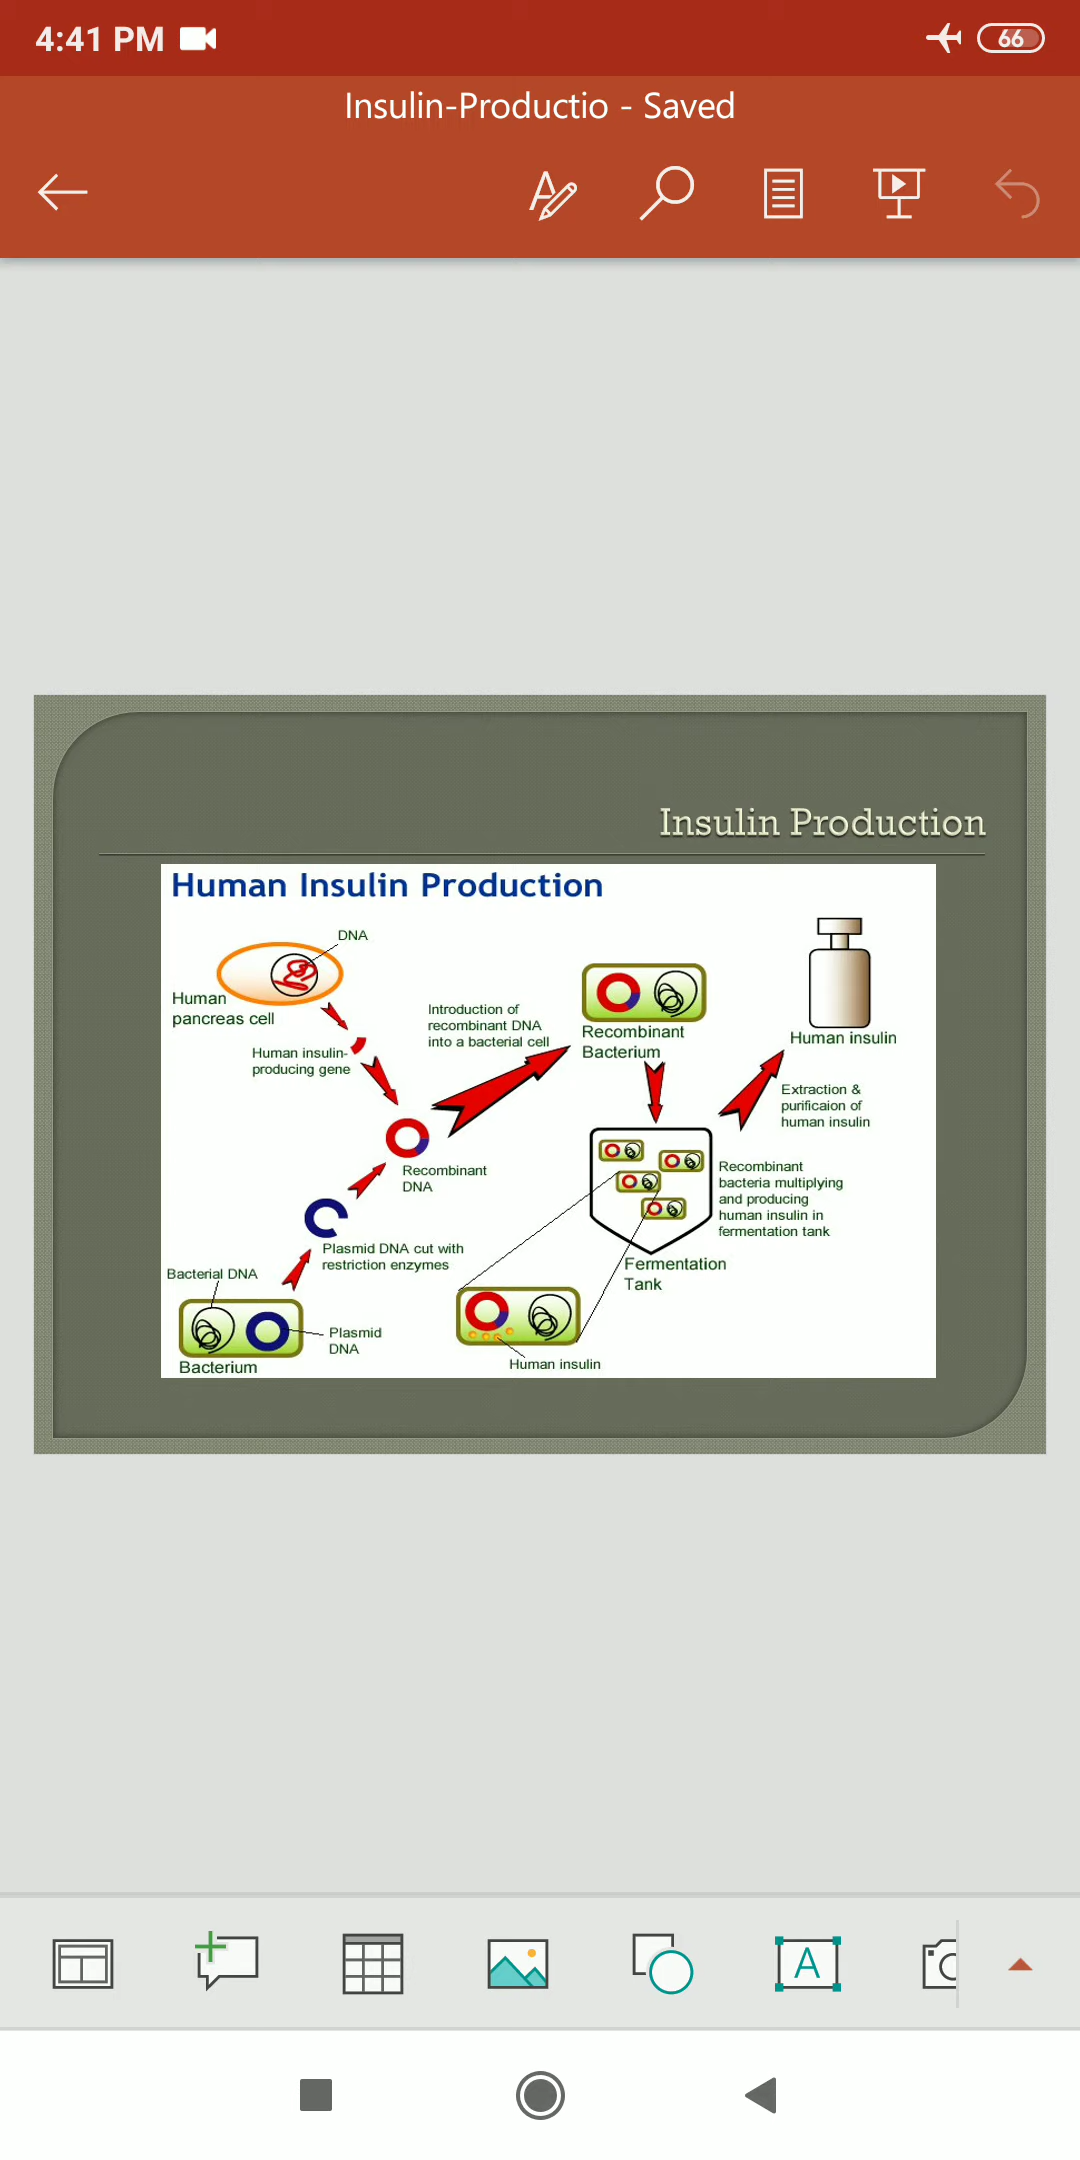 4:41 PM
66
Insulin-Productio - Saved
Insulin Production
Human Insulin Production
DNA
Human
pancreas cell
Human insulin-
producing gene
Introduction of
recombinant DNA
into a bacterial cell
Recombinant
Bacterium
Human insulin
Extraction &
purificaion of
human insulin
Recombinant
DNA
Recombinant
bacteria multiplying
and producing
human insulin in
fermentation tank
Plasmid DNA cut with
restriction enzymes
Fermentation
Tank
Bacterial DNA
Plasmid
DNA
Bacterium
Human insulin
A